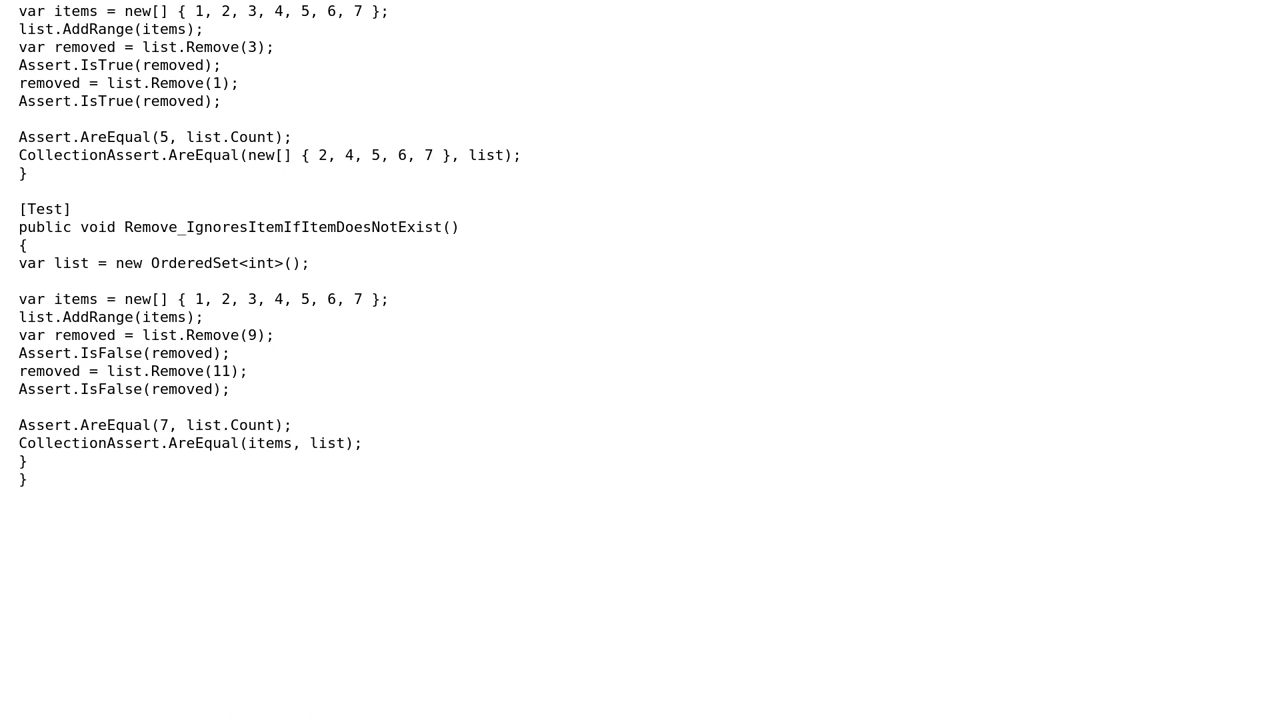 var items = new[] { 1, 2, 3, 4, 5, 6, 7 };
list.AddRange(items);
var removed = list.Remove(3);
Assert.IsTrue(removed);
removed = list.Remove(1);
Assert.IsTrue(removed);

Assert.AreEqual(5, list.Count);
CollectionAssert.AreEqual(new[] { 2, 4, 5, 6, 7 }, list);
}

[Test]
public void Remove_IgnoresItemIfItemDoesNotExist()
{
var list = new OrderedSet<int>();

var items = new[] { 1, 2, 3, 4, 5, 6, 7 };
list.AddRange(items);
var removed = list.Remove(9);
Assert.IsFalse(removed);
removed = list.Remove(11);
Assert.IsFalse(removed);

Assert.AreEqual(7, list.Count);
CollectionAssert.AreEqual(items, list);
}
}